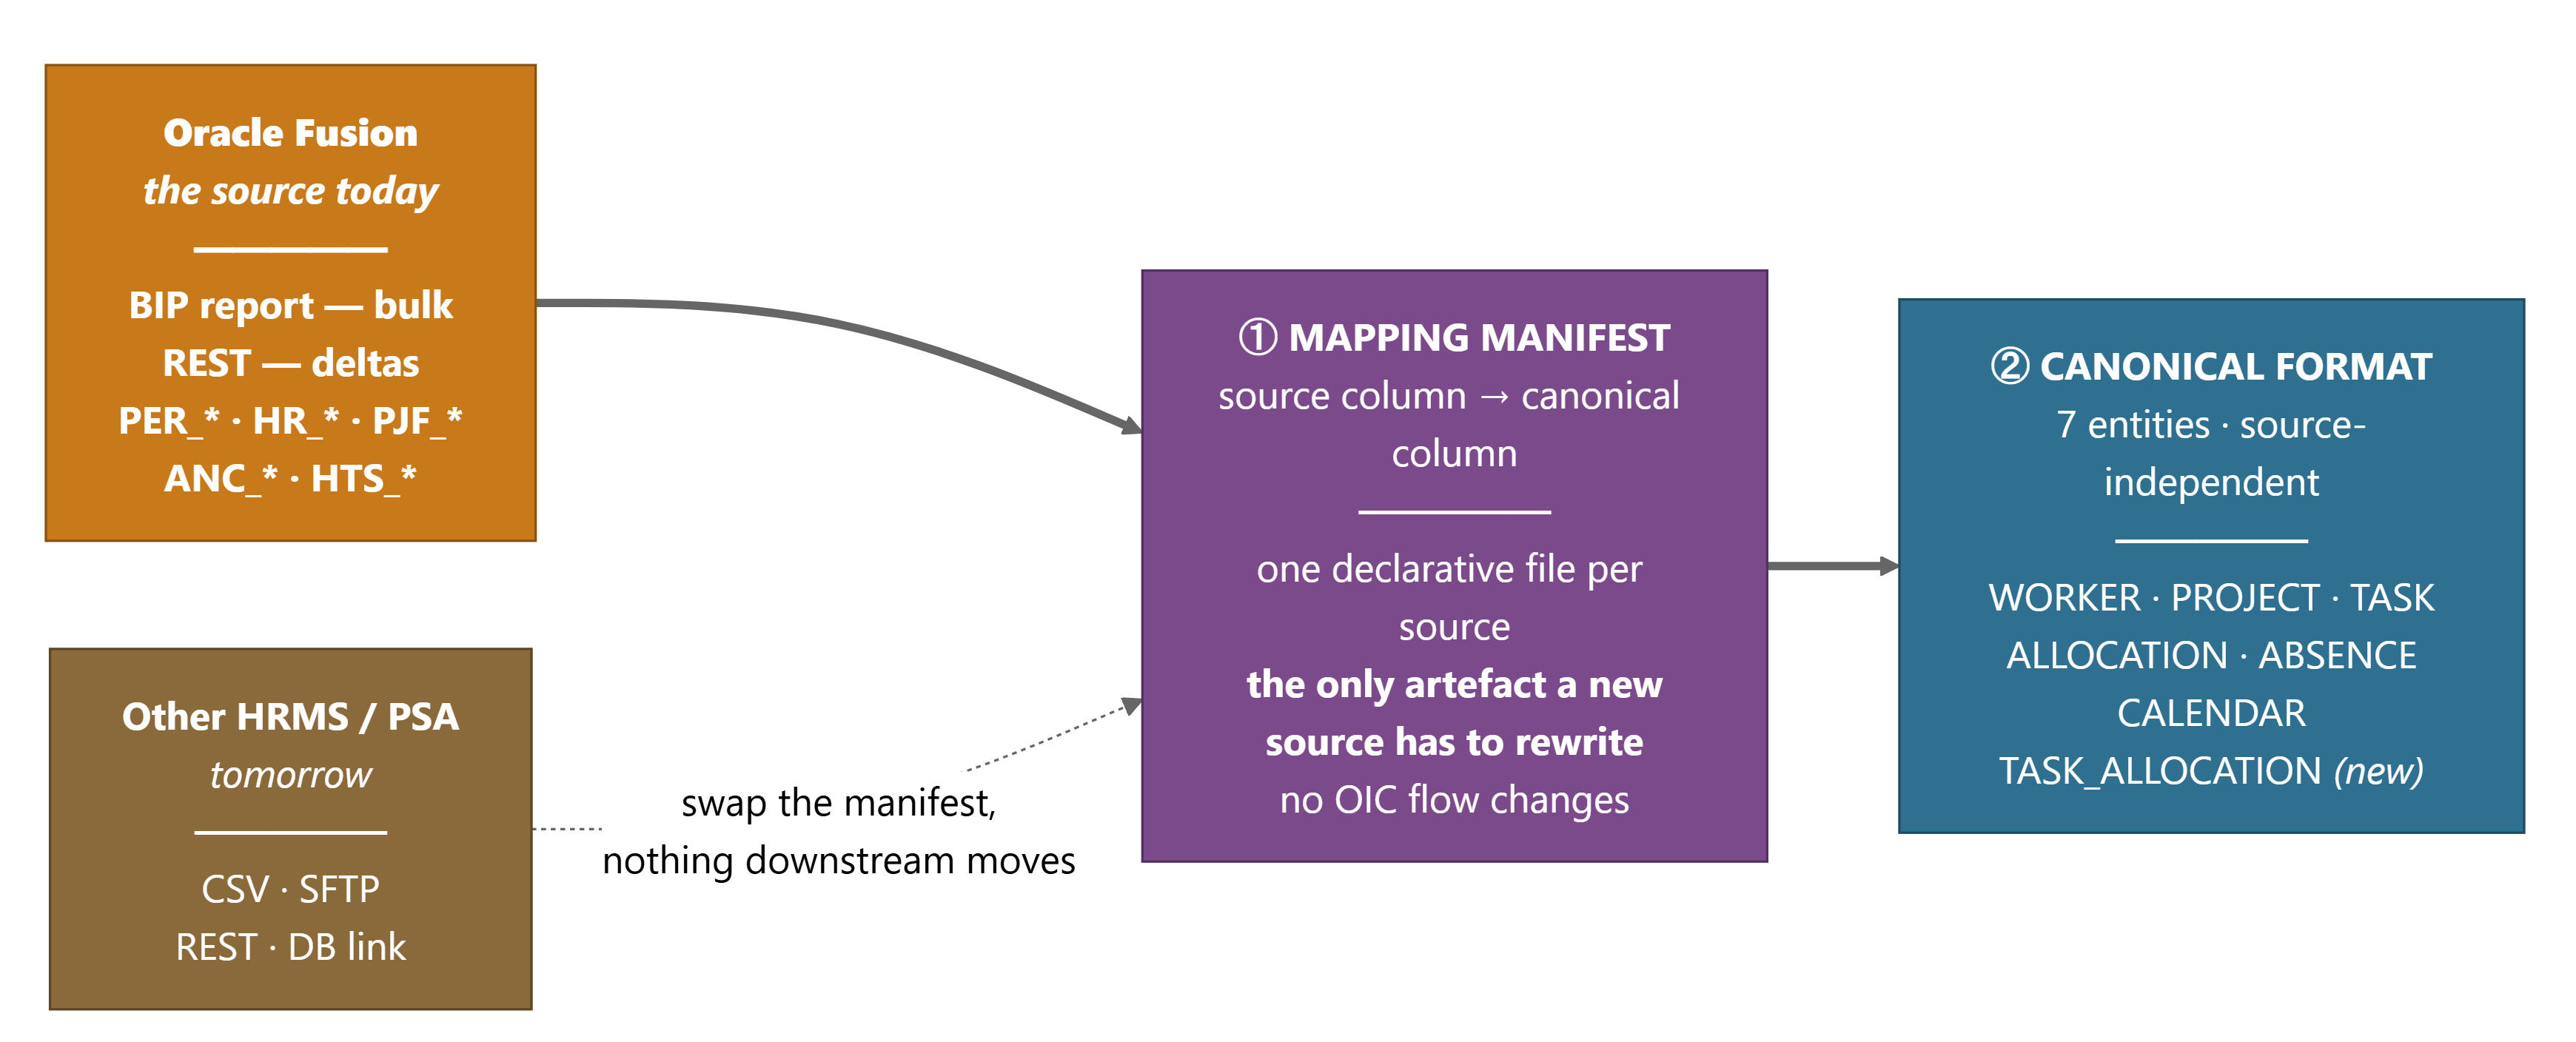 Oracle Fusion
the source today
BIP report — bulk
REST — deltas
PER_* · HR_* · PJF_*
ANC_* · HTS_*
Other HRMS / PSA
tomorrow
CSV · SFTP
REST · DB link
swap the manifest,
nothing downstream moves
① MAPPING MANIFEST
source column → canonical
column
one declarative file per
source
the only artefact a new
source has to rewrite
no OIC flow changes
② CANONICAL FORMAT
7 entities · source-
independent
WORKER · PROJECT · TASK
ALLOCATION · ABSENCE
CALENDAR
TASK_ALLOCATION (new)